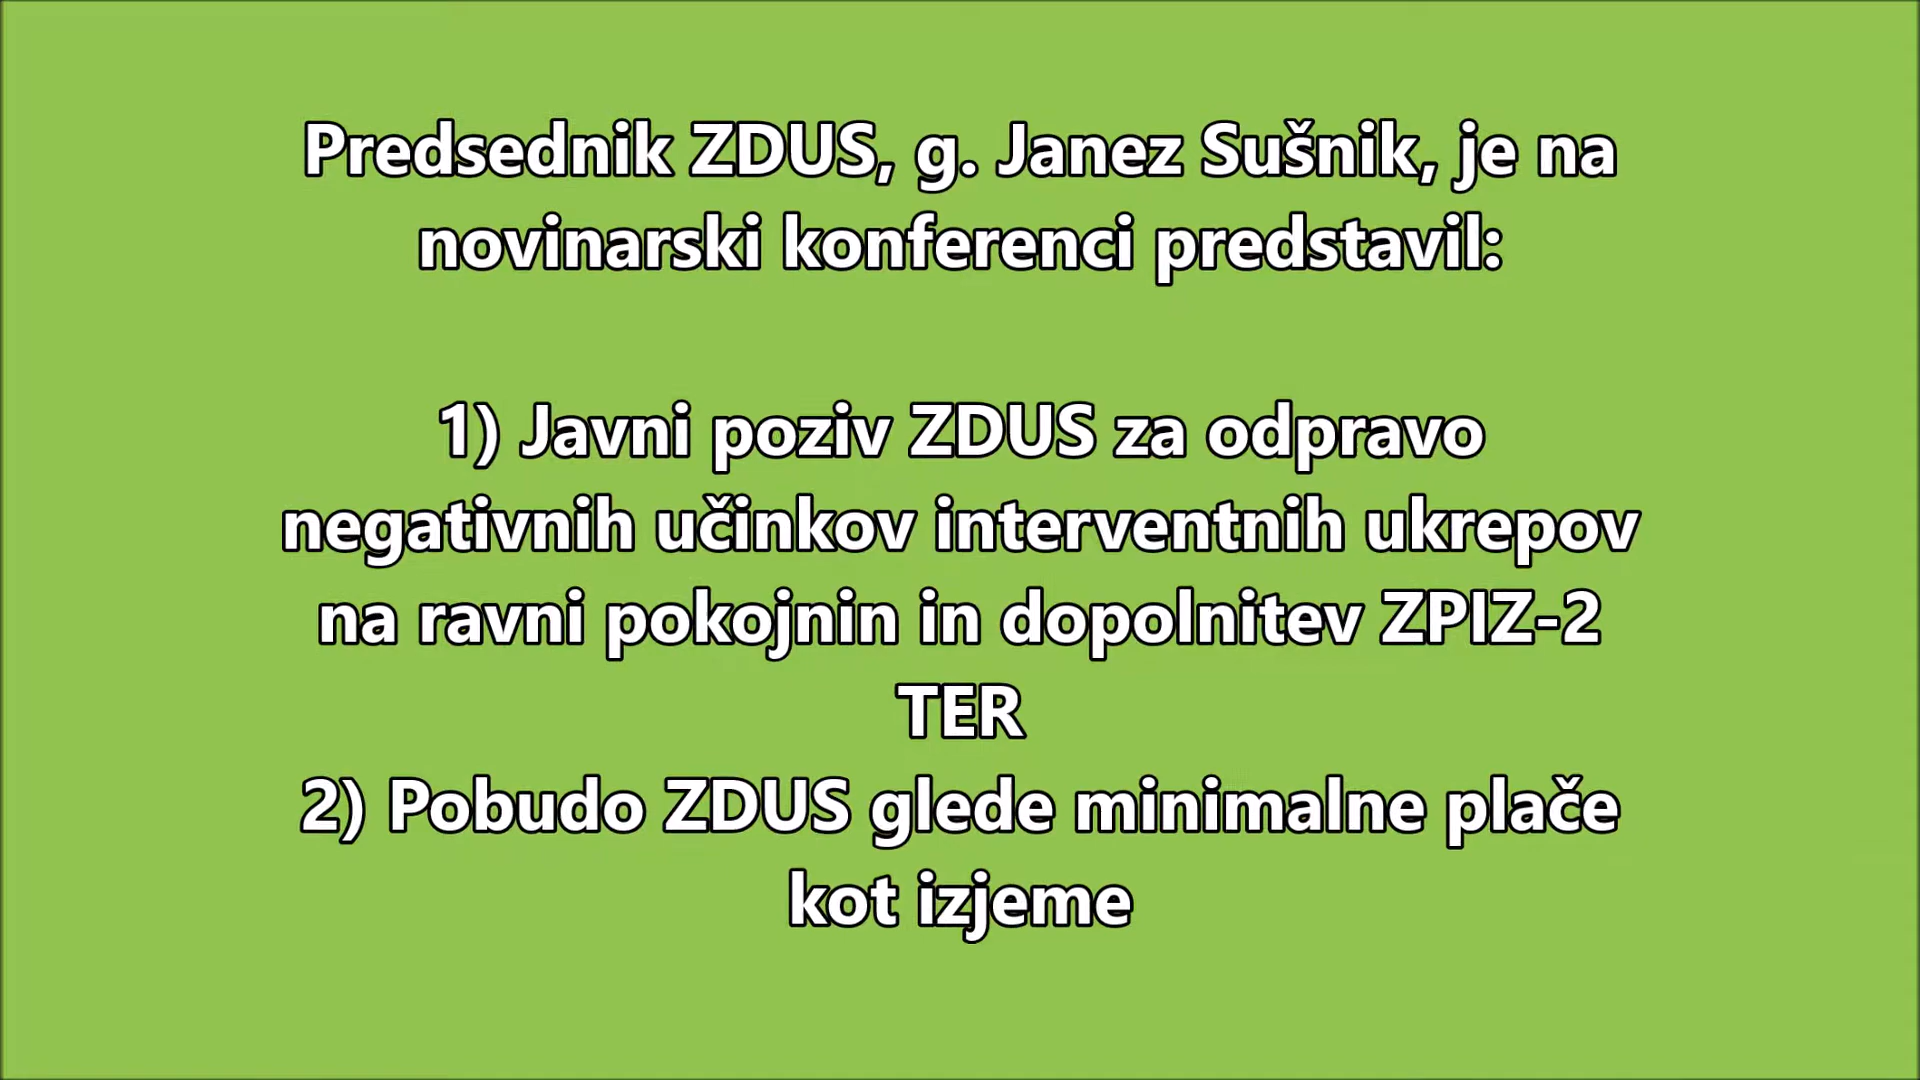 Predsednik ZDUS, g. Janez Sušnik, je na
novinarski konferenci predstavil:
1) Javni poziv ZDUS za odpravo
negativnih učinkov interventnih ukrepov
na ravni pokojnin in dopolnitev ZPIZ-2
TER
2) Pobudo ZDUS glede minimalne plače
kot izjeme